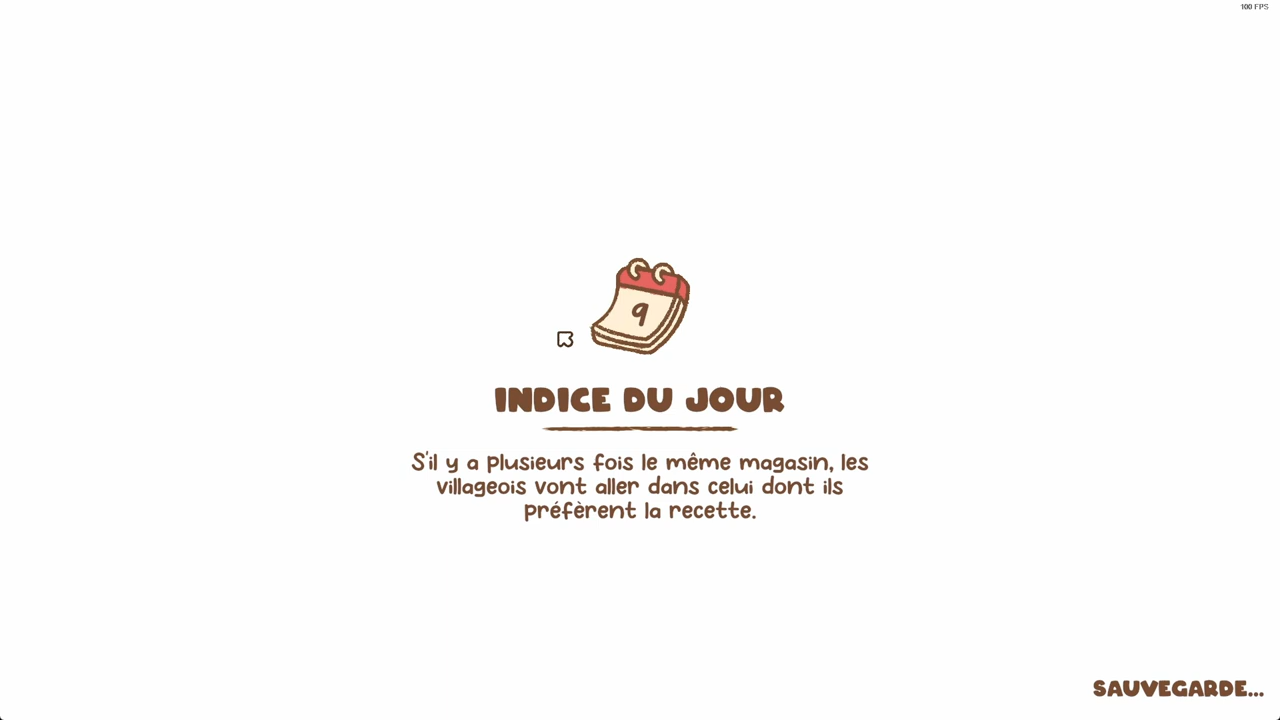 100 FPS
9
INDICE DU JOUR
S'il y a plusieurs fois le même magasin, les
villageois vont aller dans celui dont ils
préfèrent la recette.
SAUVEGARDE...